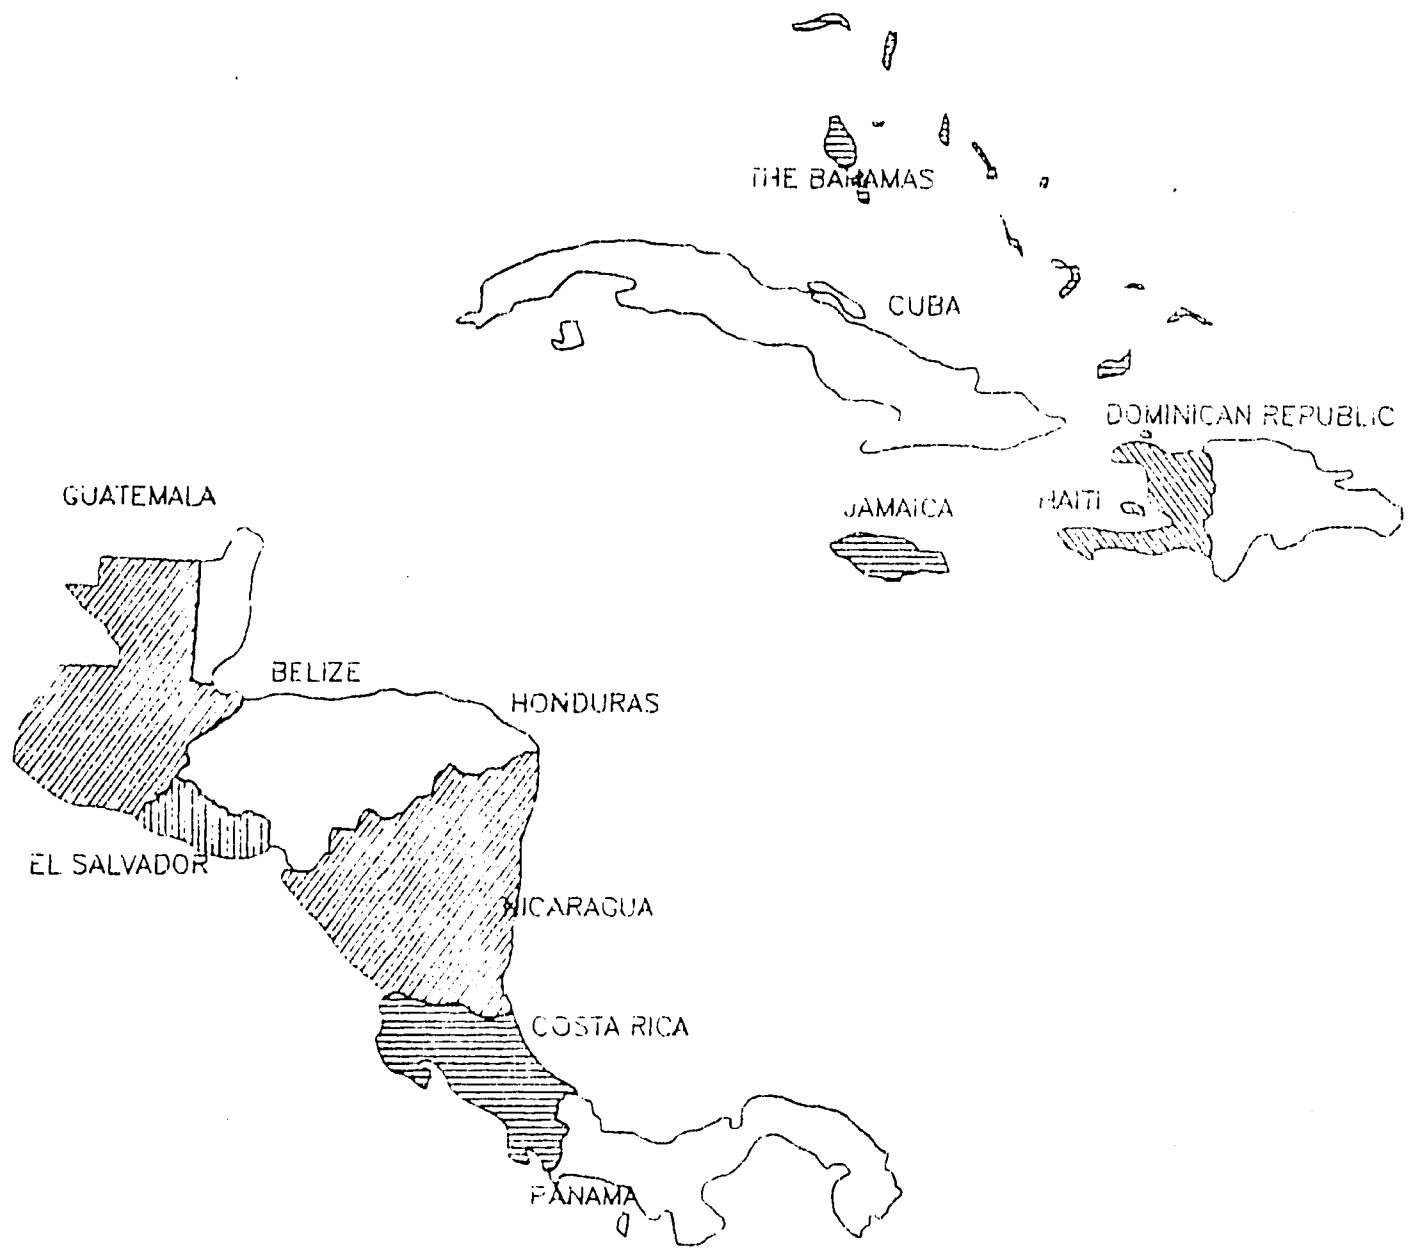 THE BAHAMAS
CUBA
DOMINICAN REPUBLIC
GUATEMALA
JAMAICA
HAITI
BELIZE
HONDURAS
EL SALVADOR
NICARAGUA
COSTA RICA
PANAMA